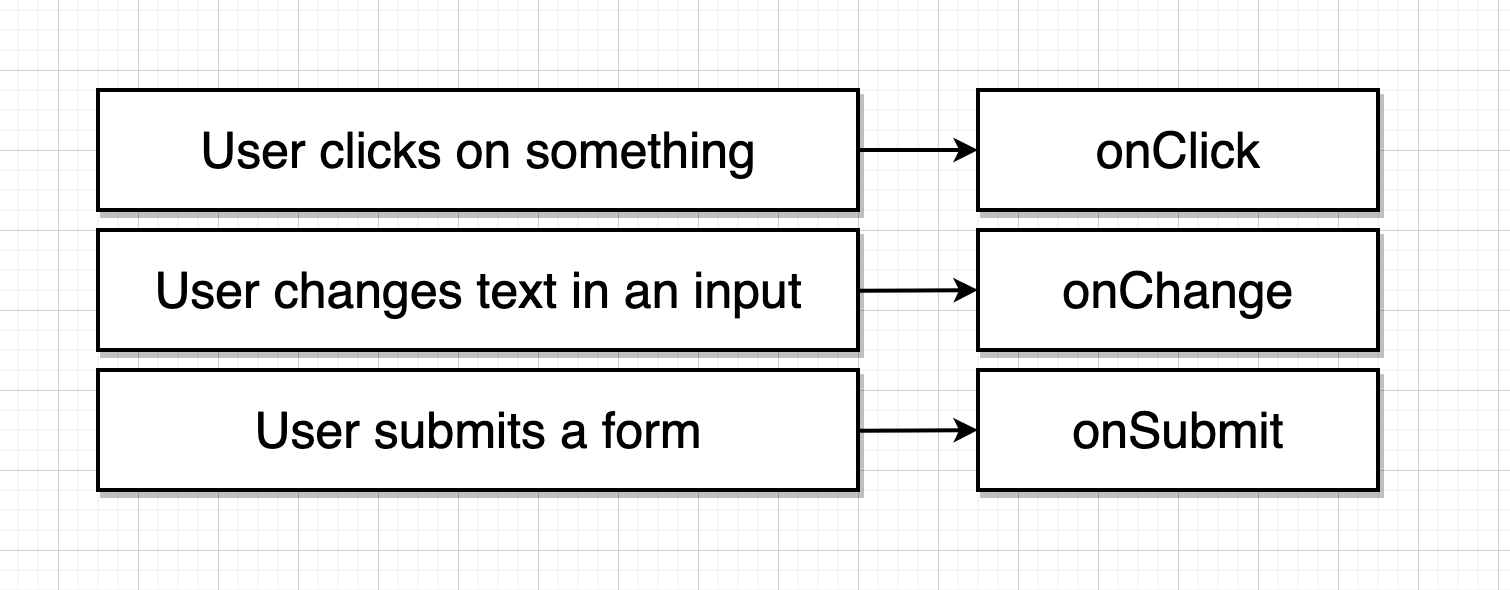 User clicks on something
onClick
User changes text in an input
onChange
User submits a form
onSubmit